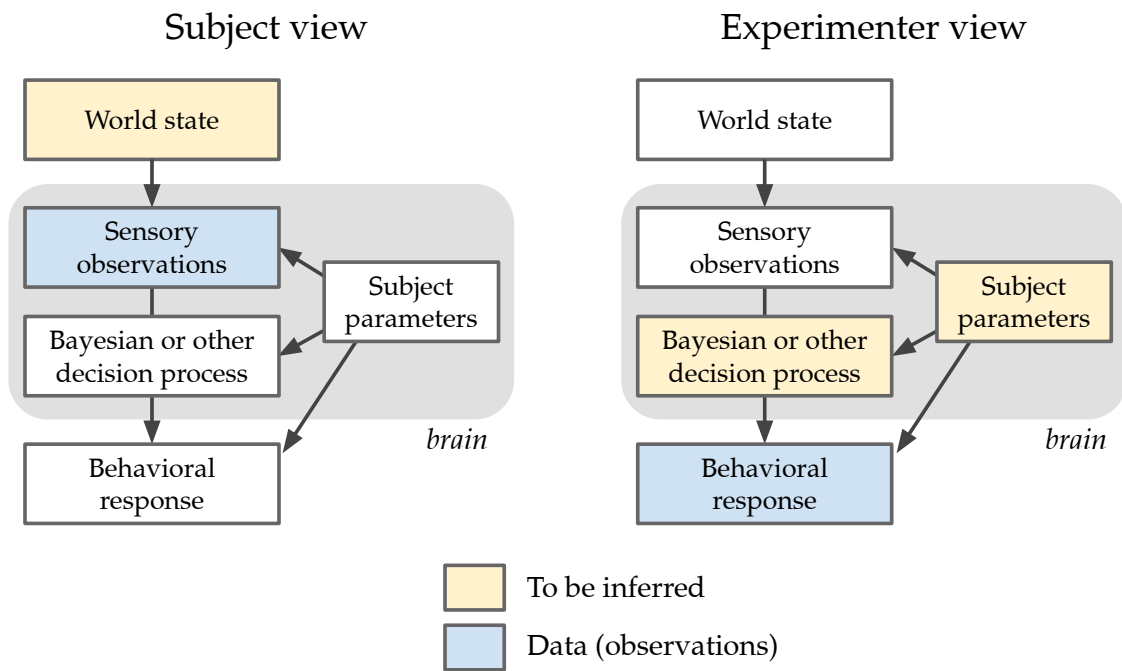 Subject view
World state
Sensory
observations
Subject
parameters
Bayesian or other
decision process
brain
Behavioral
response
Experimenter view
World state
Sensory
observations
Subject
parameters
Bayesian or other
decision process
brain
Behavioral
response
To be inferred
Data (observations)